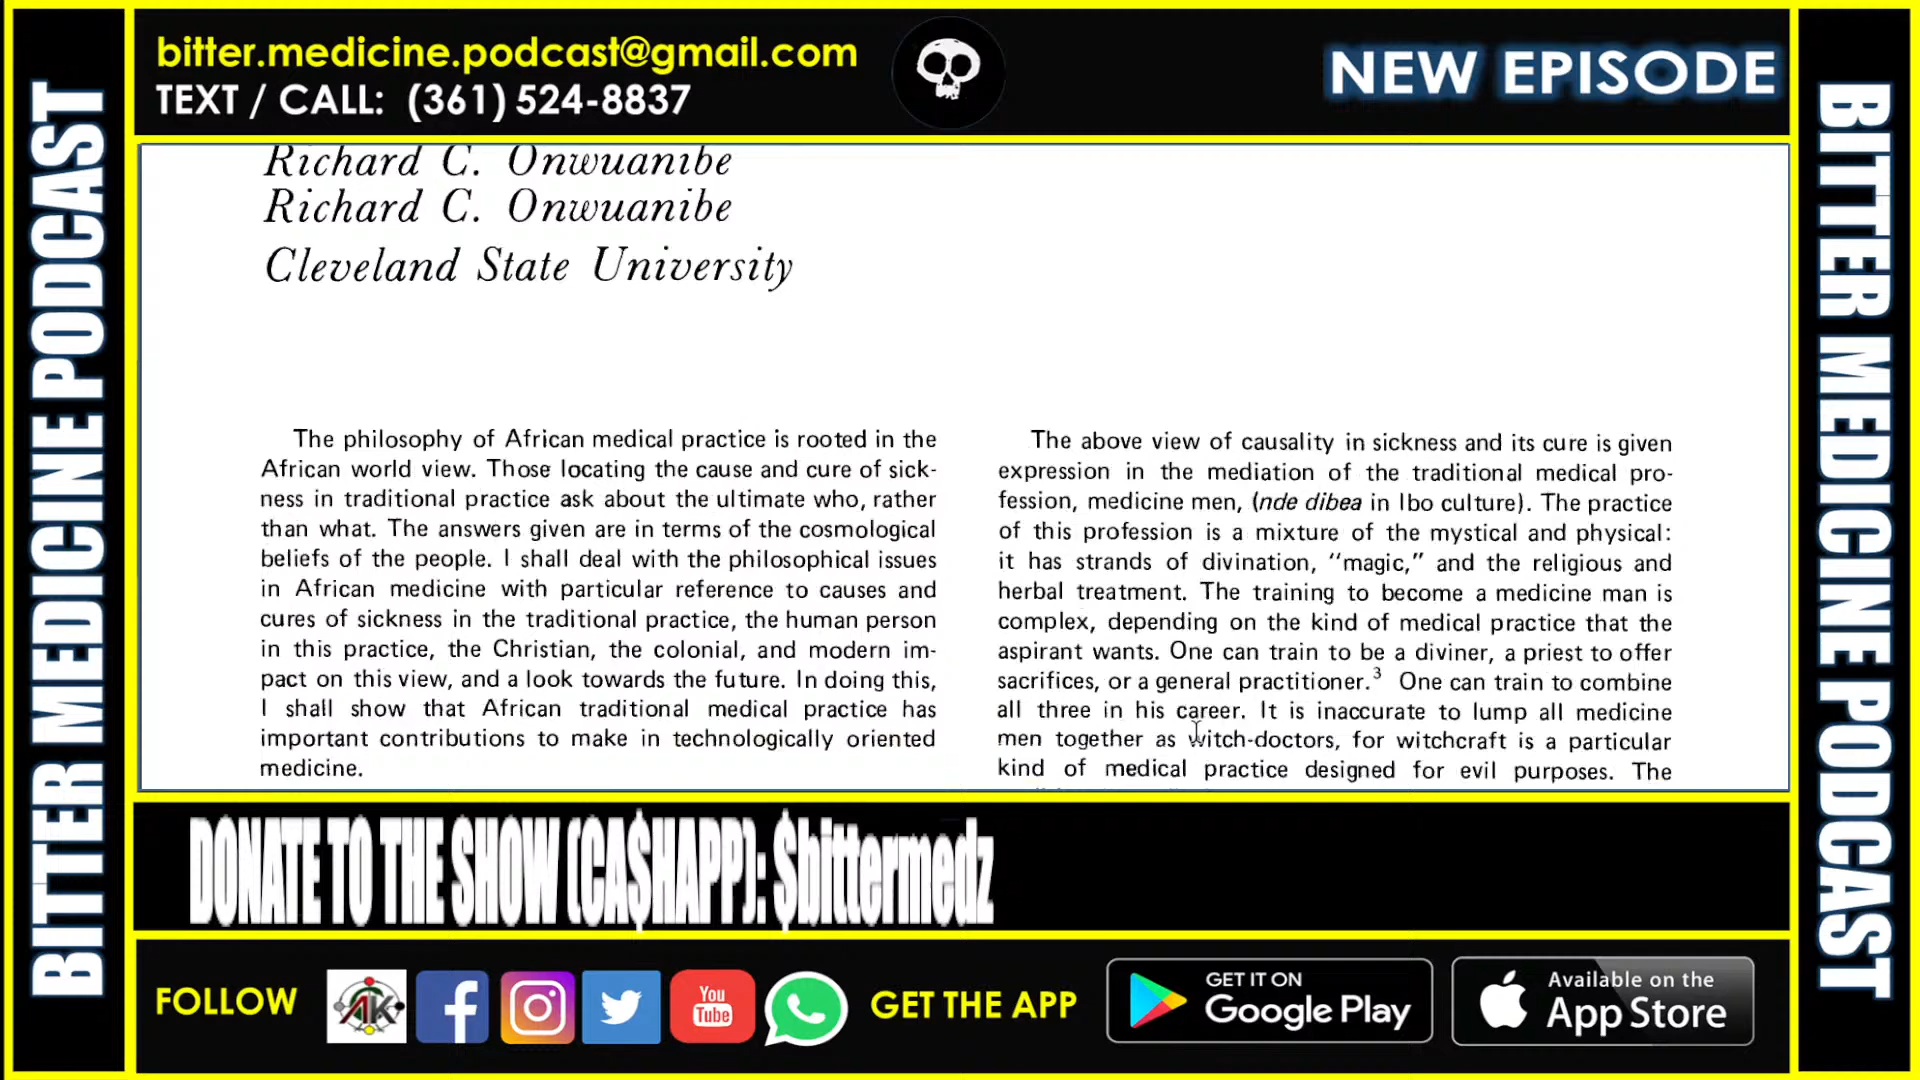 bitter.medicine.podcast@gmail.com
TEXT / CALL: (361) 524-8837
NEW EPISODE
BITTER MEDICINE PODCAST
Richard C. Onwuanibe
Richard C. Onwuanibe
Cleveland State University
The philosophy of African medical practice is rooted in the
African world view. Those locating the cause and cure of sick-
ness in traditional practice ask about the ultimate who, rather
than what. The answers given are in terms of the cosmological
beliefs of the people. I shall deal with the philosophical issues
in African medicine with particular reference to causes and
cures of sickness in the traditional practice, the human person
in this practice, the Christian, the colonial, and modern im-
pact on this view, and a look towards the future. In doing this,
I shall show that African traditional medical practice has
important contributions to make in technologically oriented
medicine.
The above view of causality in sickness and its cure is given
expression in the mediation of the traditional medical pro-
fession, medicine men, (nde dibea in Ibo culture). The practice
of this profession is a mixture of the mystical and physical:
it has strands of divination, "magic," and the religious and
herbal treatment. The training to become a medicine man is
complex, depending on the kind of medical practice that the
aspirant wants. One can train to be a diviner, a priest to offer
sacrifices, or a general practitioner.3 One can train to combine
all three in his career. It is inaccurate to lump all medicine
men together as witch-doctors, for witchcraft is a particular
kind of medical practice designed for evil purposes. The
BITTER MEDICINE PODCAST
DONATE TO THE SHOW (CA$HAPP): $bittermedz
FOLLOW
AK
You
Tube
GET THE APP
GET IT ON
Google Play
Available on the
App Store